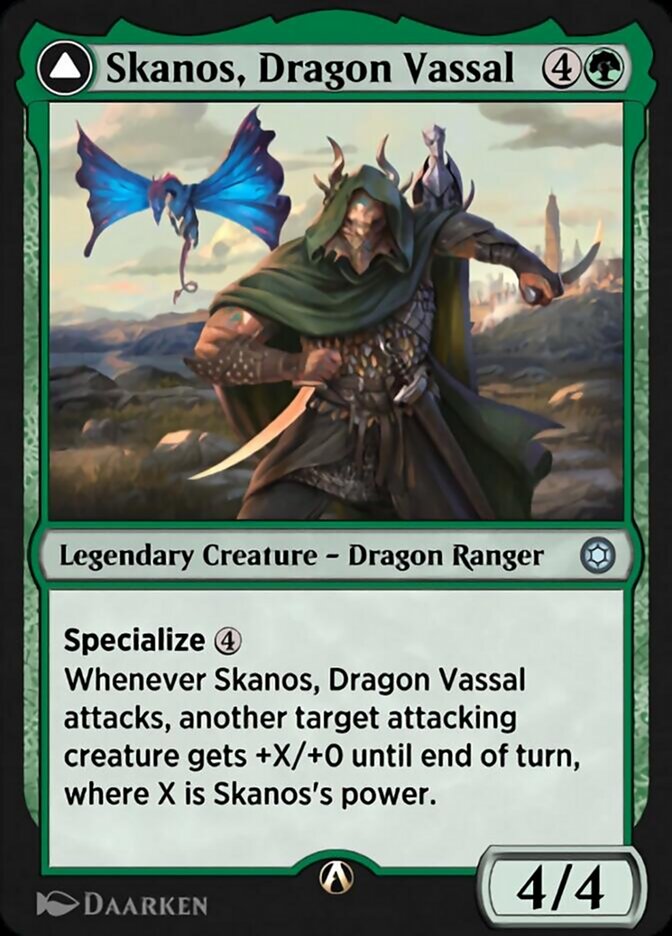 Skanos, Dragon Vassal 4
Legendary Creature – Dragon Ranger
Specialize 4
Whenever Skanos, Dragon Vassal
attacks, another target attacking
creature gets +X/+0 until end of turn,
where X is Skanos's power.
4/4
DAARKEN